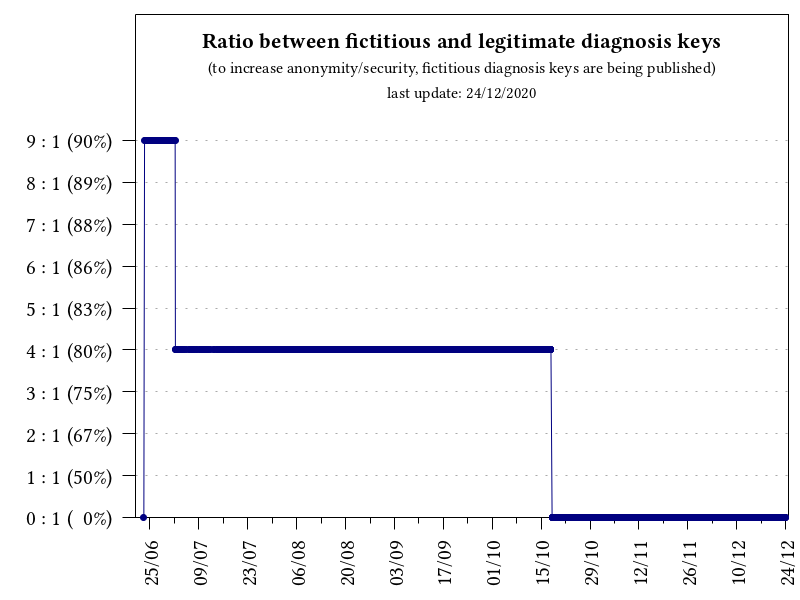 Ratio between fictitious and legitimate diagnosis keys
(to increase anonymity/security, fictitious diagnosis keys are being published)
last update: 24/12/2020
9 : 1 (90%)
8 : 1 (89%)
7 : 1 (88%)
6 : 1 (86%)
5 : 1 (83%)
4 : 1 (80%)
3 : 1 (75%)
2 : 1 (67%)
1 : 1 (50%)
0 : 1 (  0%)
25/06
09/07
23/07
06/08
20/08
03/09
17/09
01/10
15/10
29/10
12/11
26/11
10/12
24/12